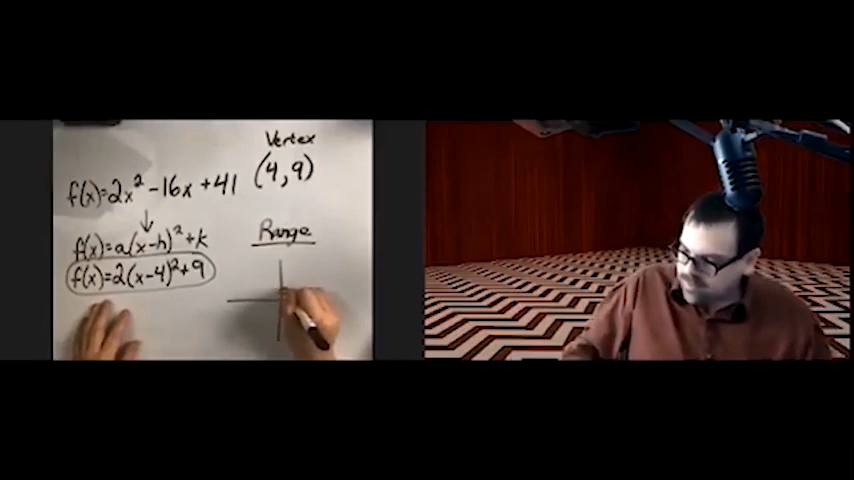 Vertex
(4,9)
f(x)=2x²-16x+41
f(x)=a(x-h)²+k
Range
f(x)=2(x-4)²+9